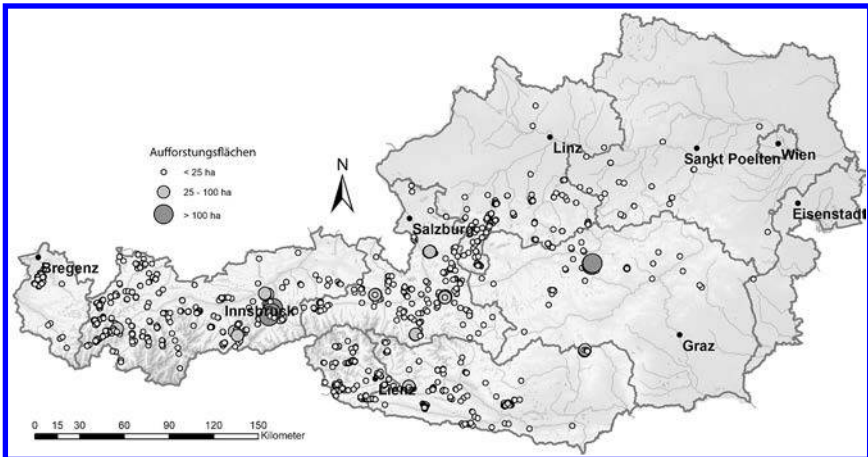 Aufforstungsflächen
< 25 ha
25 - 100 ha
> 100 ha
N
Linz
Sankt Poelten
Wien
Eisenstadt
Salzburg
Bregenz
Innsbruck
Graz
Lienz
0 15 30 60 90 120 150
Kilometer